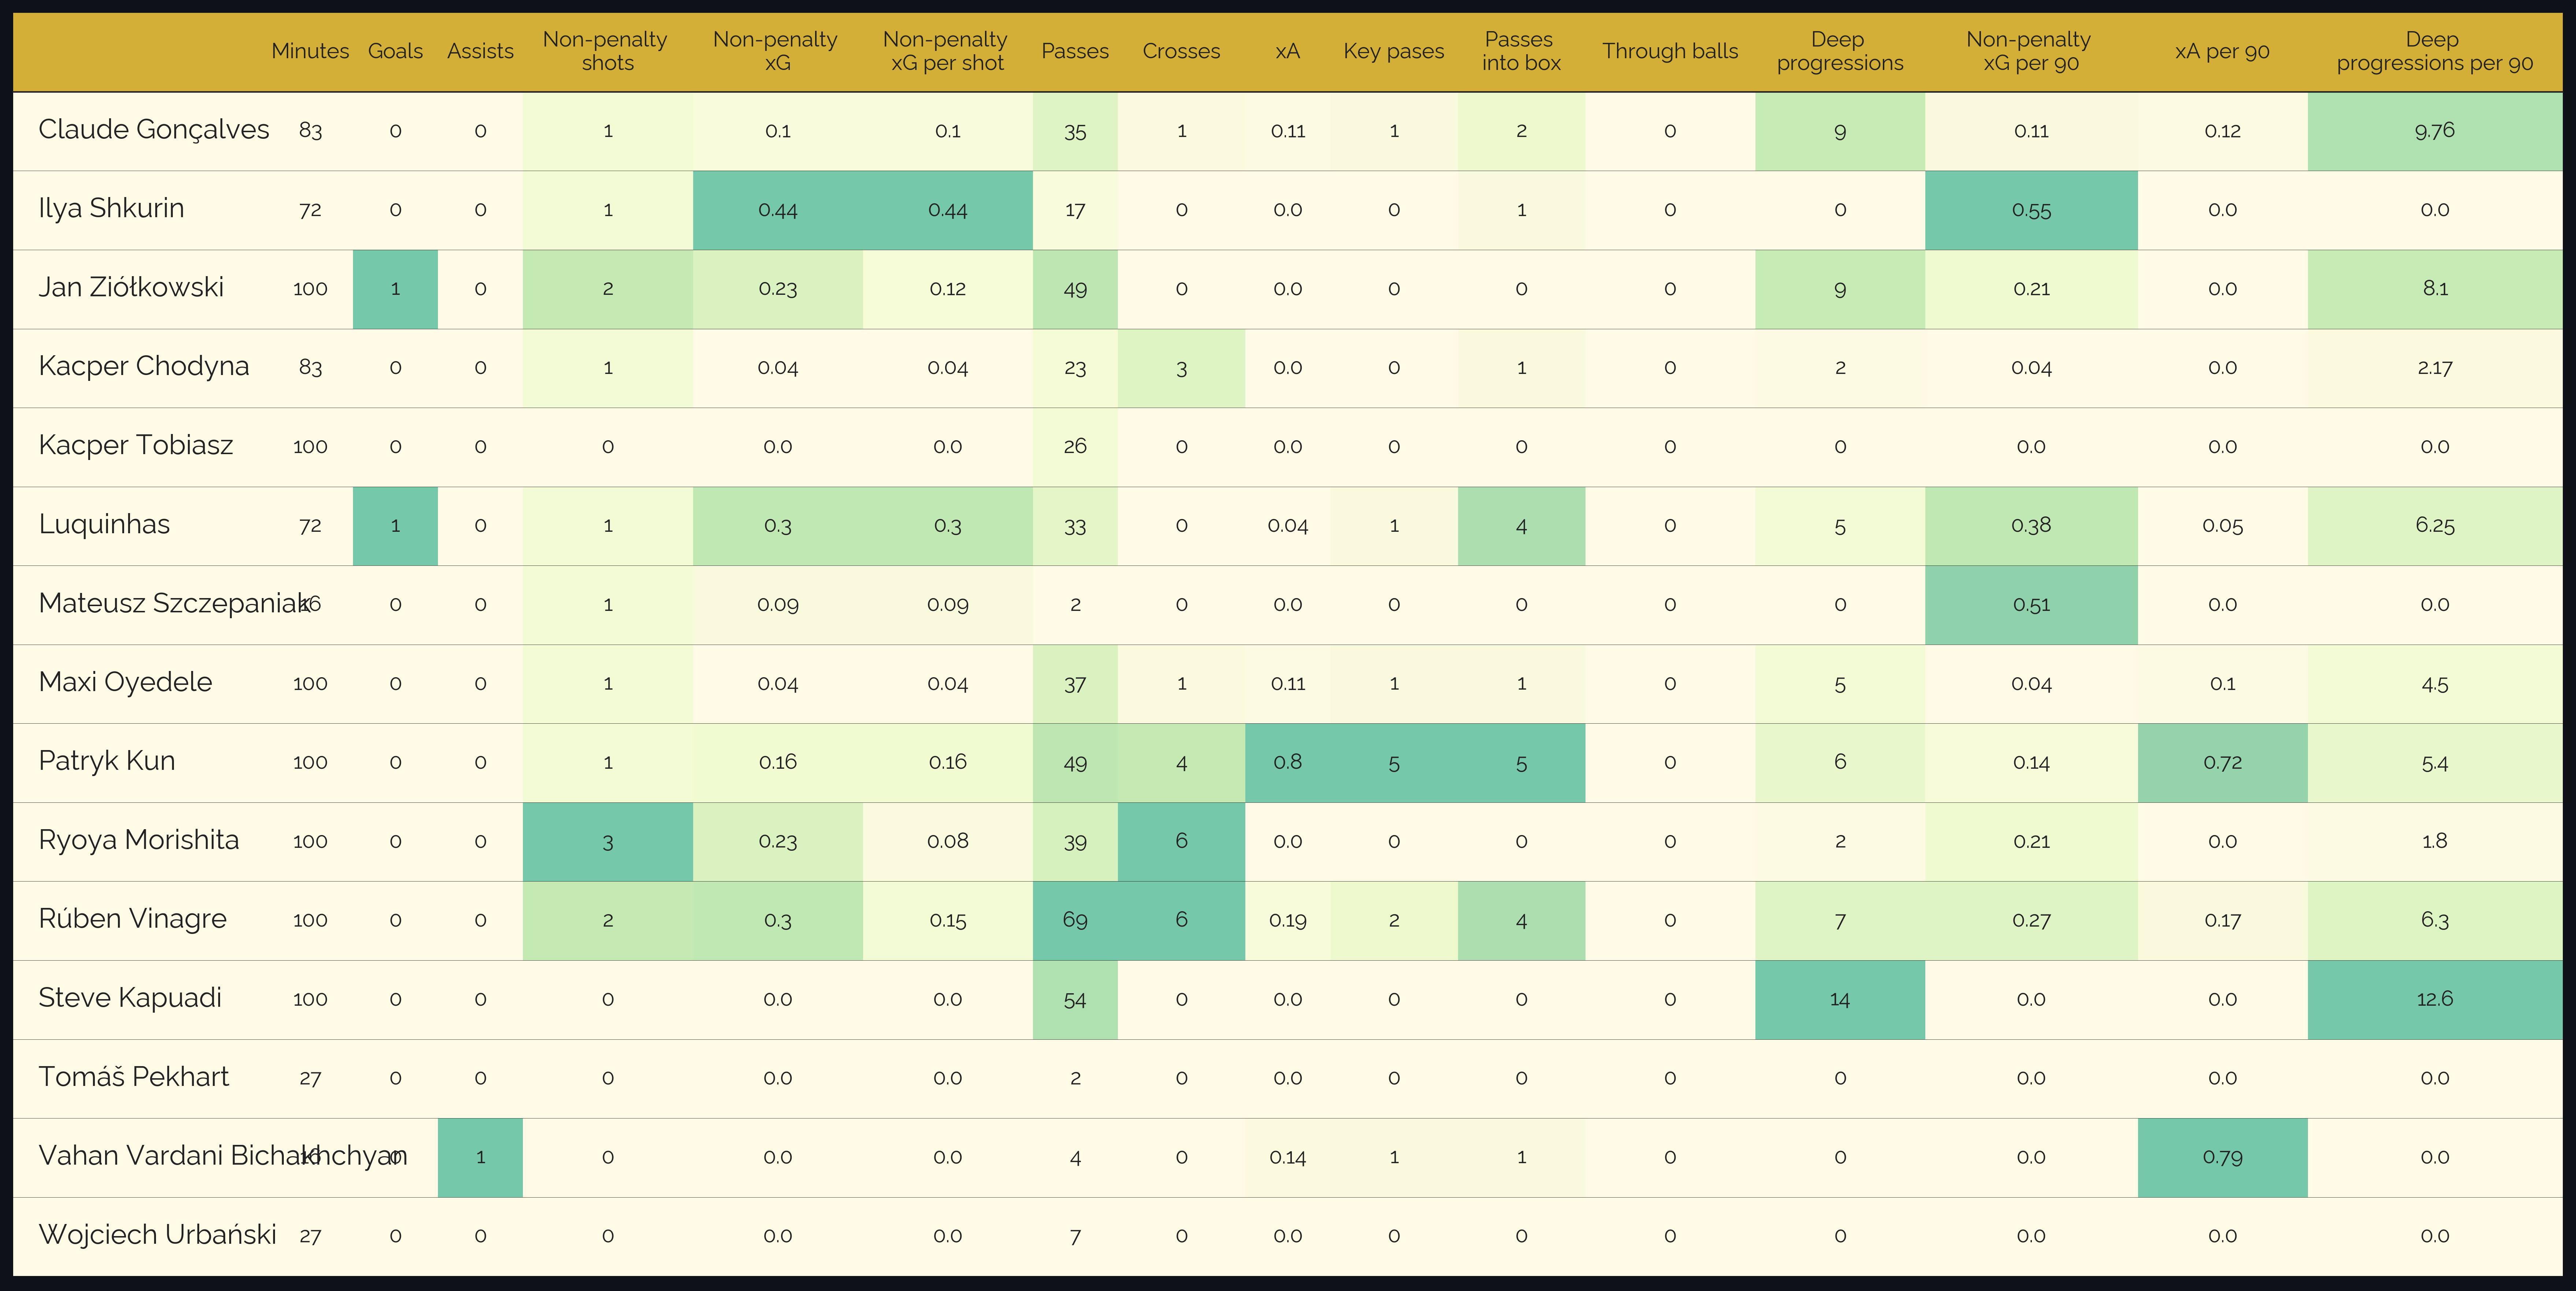 Minutes Goals Assists Non-penalty shots Non-penalty xG Non-penalty xG per shot Passes Crosses xA Key pases Passes into box Through balls Deep progressions Non-penalty xG per 90 xA per 90 Deep progressions per 90
Claude Gonçalves 83 0 0 1 0.1 0.1 35 1 0.11 1 2 0 9 0.11 0.12 9.76
Ilya Shkurin 72 0 0 1 0.44 0.44 17 0 0.0 0 1 0 0 0.55 0.0 0.0
Jan Ziółkowski 100 1 0 2 0.23 0.12 49 0 0.0 0 0 0 9 0.21 0.0 8.1
Kacper Chodyna 83 0 0 1 0.04 0.04 23 3 0.0 0 1 0 2 0.04 0.0 2.17
Kacper Tobiasz 100 0 0 0 0.0 0.0 26 0 0.0 0 0 0 0 0.0 0.0 0.0
Luquinhas 72 1 0 1 0.3 0.3 33 0 0.04 1 4 0 5 0.38 0.05 6.25
Mateusz Szczepaniak 16 0 0 1 0.09 0.09 2 0 0.0 0 0 0 0 0.51 0.0 0.0
Maxi Oyedele 100 0 0 1 0.04 0.04 37 1 0.11 1 1 0 5 0.04 0.1 4.5
Patryk Kun 100 0 0 1 0.16 0.16 49 4 0.8 5 5 0 6 0.14 0.72 5.4
Ryoya Morishita 100 0 0 3 0.23 0.08 39 6 0.0 0 0 0 2 0.21 0.0 1.8
Rúben Vinagre 100 0 0 2 0.3 0.15 69 6 0.19 2 4 0 7 0.27 0.17 6.3
Steve Kapuadi 100 0 0 0 0.0 0.0 54 0 0.0 0 0 0 14 0.0 0.0 12.6
Tomáš Pekhart 27 0 0 0 0.0 0.0 2 0 0.0 0 0 0 0 0.0 0.0 0.0
Vahan Vardani Bichakhchyan 16 0 1 0 0.0 0.0 4 0 0.14 1 1 0 0 0.0 0.79 0.0
Wojciech Urbański 27 0 0 0 0.0 0.0 7 0 0.0 0 0 0 0 0.0 0.0 0.0